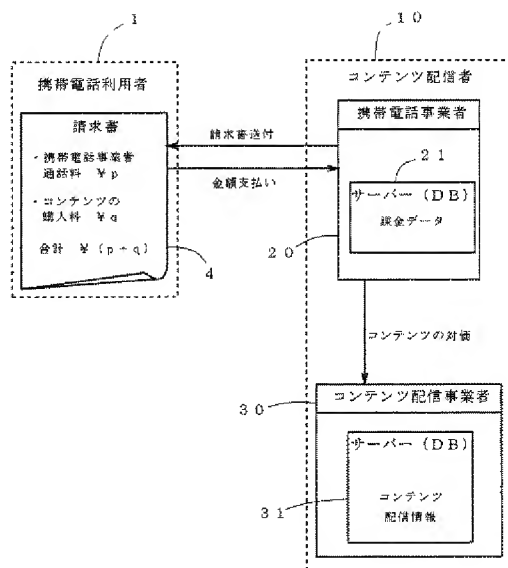 1
携帯電話利用者
請求書
・携帯電話事業者
通話料 ¥p
・コンテンツの
購入料 ¥q
合計 ¥(p+q)
4
請求書送付
金額支払い
10
コンテンツ配信者
携帯電話事業者
21
サーバー(DB)
課金データ
20
コンテンツの対価
30
コンテンツ配信事業者
サーバー(DB)
コンテンツ
配信情報
31